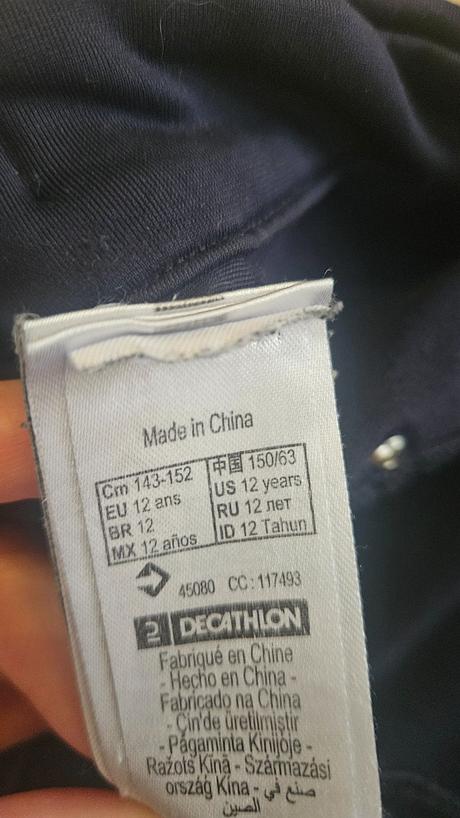 Made in China
Cm 143-152
EU 12 ans
BR 12
MX 12 años
中国 150/63
US 12 years
RU 12 лет
ID 12 Tahun
45080 CC : 117493
2 DECATHLON
Fabriqué en Chine
- Hecho en China -
Fabricado na China
- Çin'de üretilmiştir
- Pagaminta Kinijoje -
Ražots Ķīnā - Származási
ország Kína - صنع في
الصين